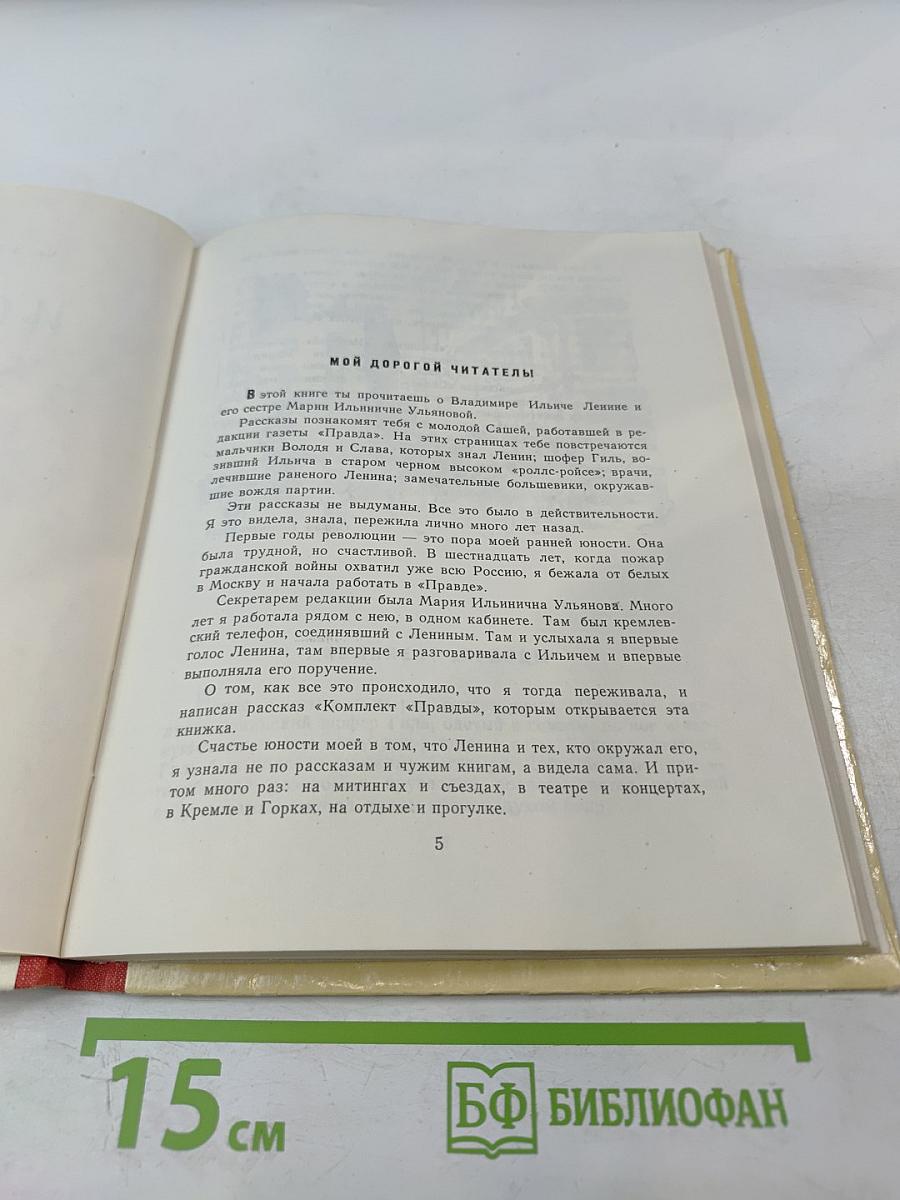 МОЙ ДОРОГОЙ ЧИТАТЕЛЬ!
В этой книге ты прочитаешь о Владимире Ильиче Ленине и
его сестре Марии Ильиничне Ульяновой.
Рассказы познакомят тебя с молодой Сашей, работавшей в ре-
дакции газеты «Правда». На этих страницах тебе повстречаются
мальчики Володя и Слава, которых знал Ленин; шофер Гиль, во-
зивший Ильича в старом черном высоком «роллс-ройсе»; врачи,
лечившие раненого Ленина; замечательные большевики, окружав-
шие вождя партии.
Эти рассказы не выдуманы. Все это было в действительности.
Я это видела, знала, пережила лично много лет назад.
Первые годы революции — это пора моей ранней юности. Она
была трудной, но счастливой. В шестнадцать лет, когда пожар
гражданской войны охватил уже всю Россию, я бежала от белых
в Москву и начала работать в «Правде».
Секретарем редакции была Мария Ильинична Ульянова. Много
лет я работала рядом с нею, в одном кабинете. Там был кремлев-
ский телефон, соединявший с Лениным. Там и услыхала я впервые
голос Ленина, там впервые я разговаривала с Ильичем и впервые
выполняла его поручение.
О том, как все это происходило, что я тогда переживала, и
написан рассказ «Комплект «Правды», которым открывается эта
книжка.
Счастье юности моей в том, что Ленина и тех, кто окружал его,
я узнала не по рассказам и чужим книгам, а видела сама. И при-
том много раз: на митингах и съездах, в театре и концертах,
в Кремле и Горках, на отдыхе и прогулке.
5
15 см
БФ БИБЛИОФАН